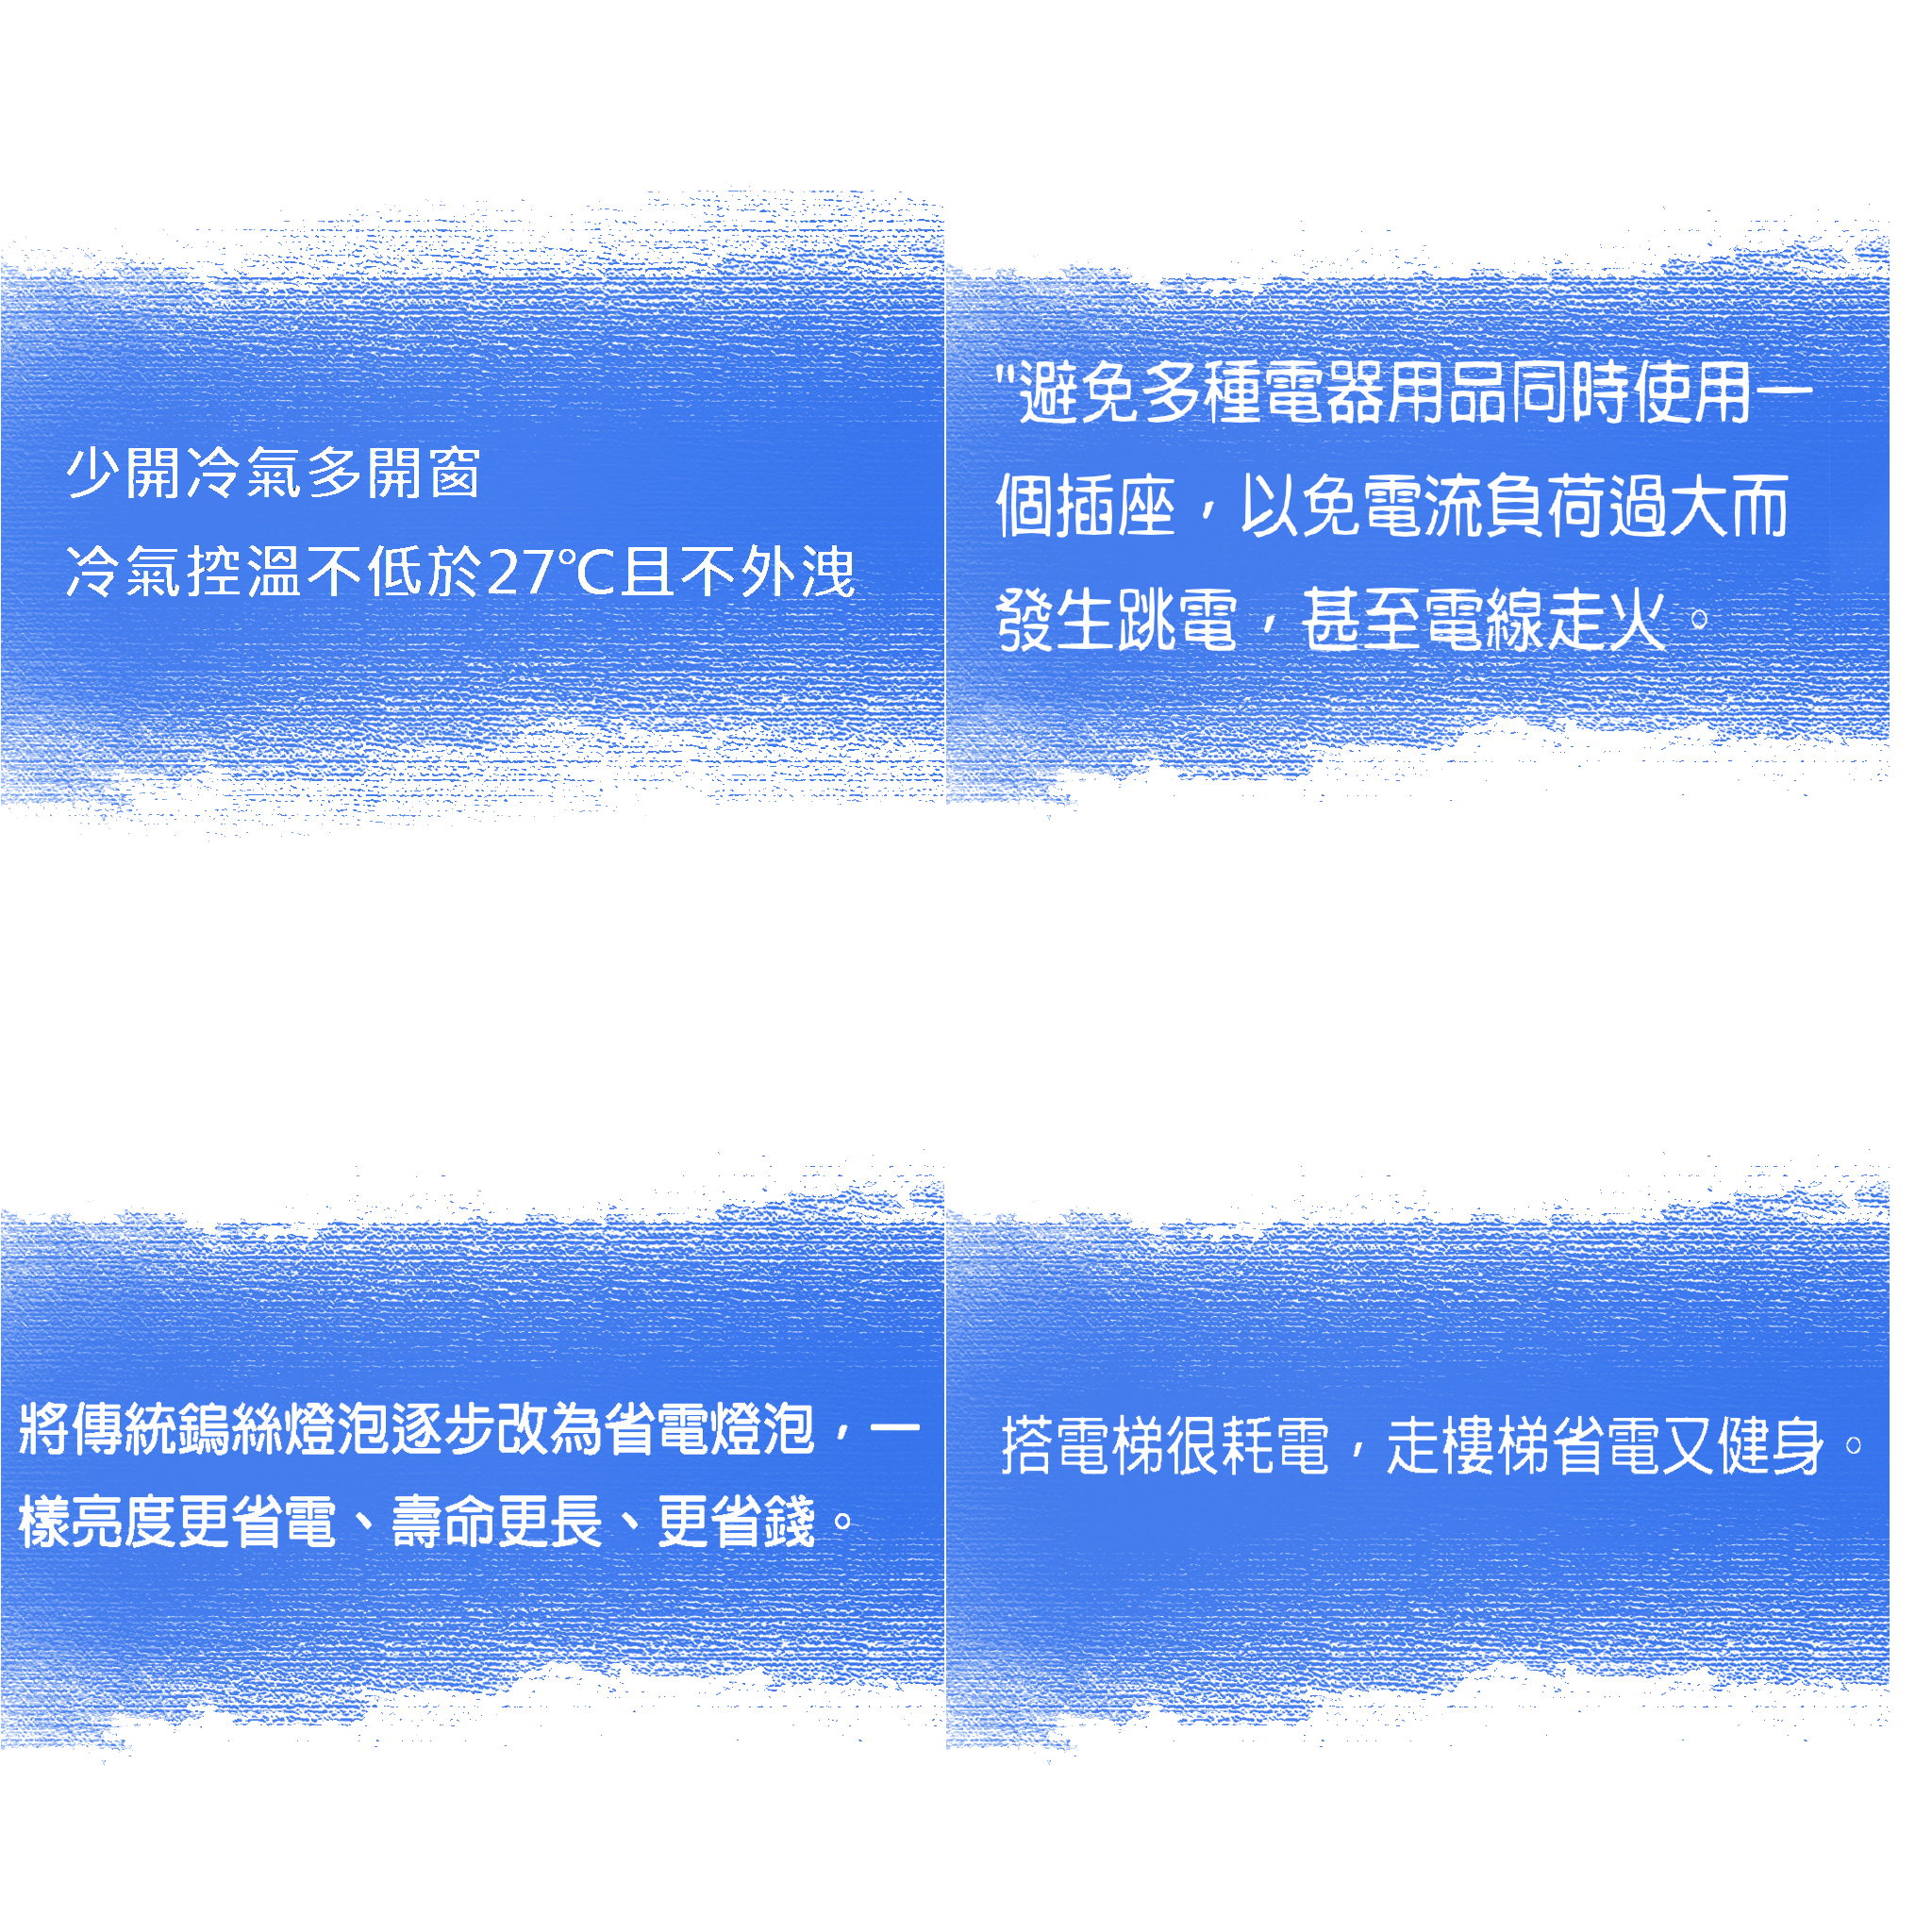 少開冷氣多開窗
冷氣控溫不低於27℃且不外洩
"避免多種電器用品同時使用一
個插座，以免電流負荷過大而
發生跳電，甚至電線走火。
將傳統鎢絲燈泡逐步改為省電燈泡，一
樣亮度更省電、壽命更長、更省錢。
搭電梯很耗電，走樓梯省電又健身。